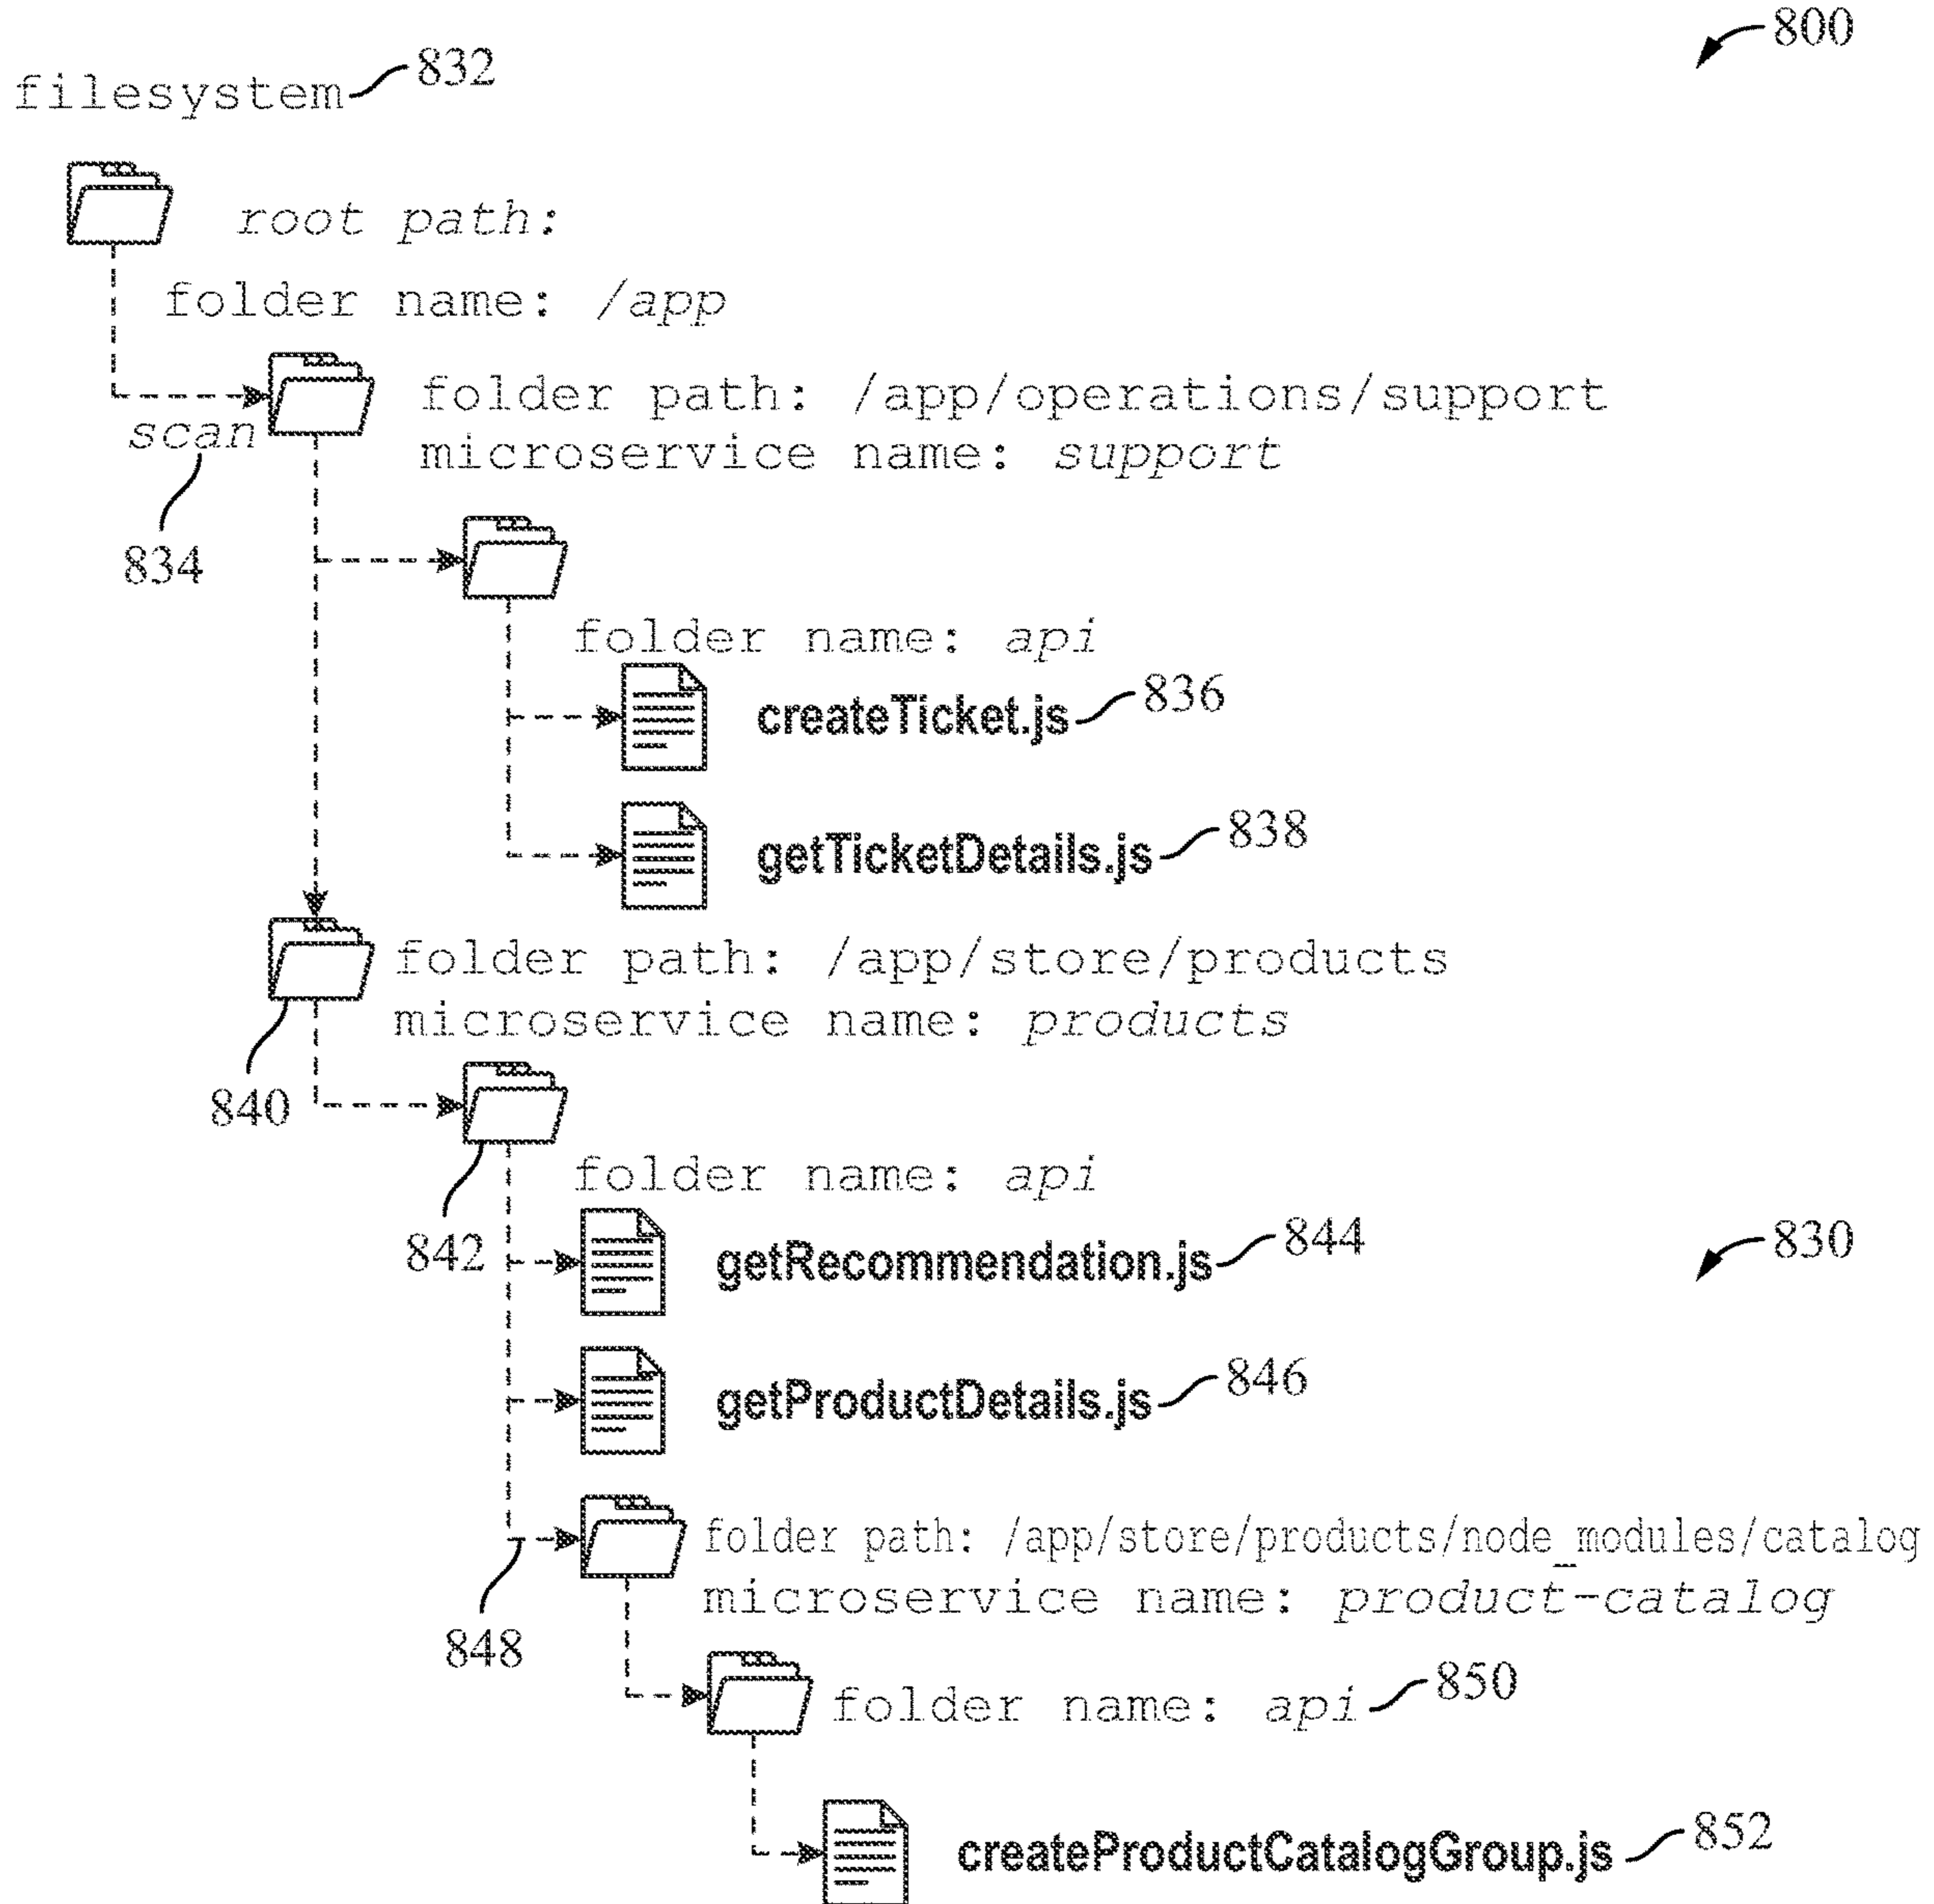 800
filesystem 832
root path:
folder name: /app
folder path: /app/operations/support
scan
microservice name: support
834
folder name: api
createTicket.js 836
getTicketDetails.js 838
folder path: /app/store/products
microservice name: products
840
folder name: api
842
getRecommendation.js 844
830
getProductDetails.js 846
folder path: /app/store/products/node_modules/catalog
microservice name: product-catalog
848
folder name: api 850
createProductCatalogGroup.js 852